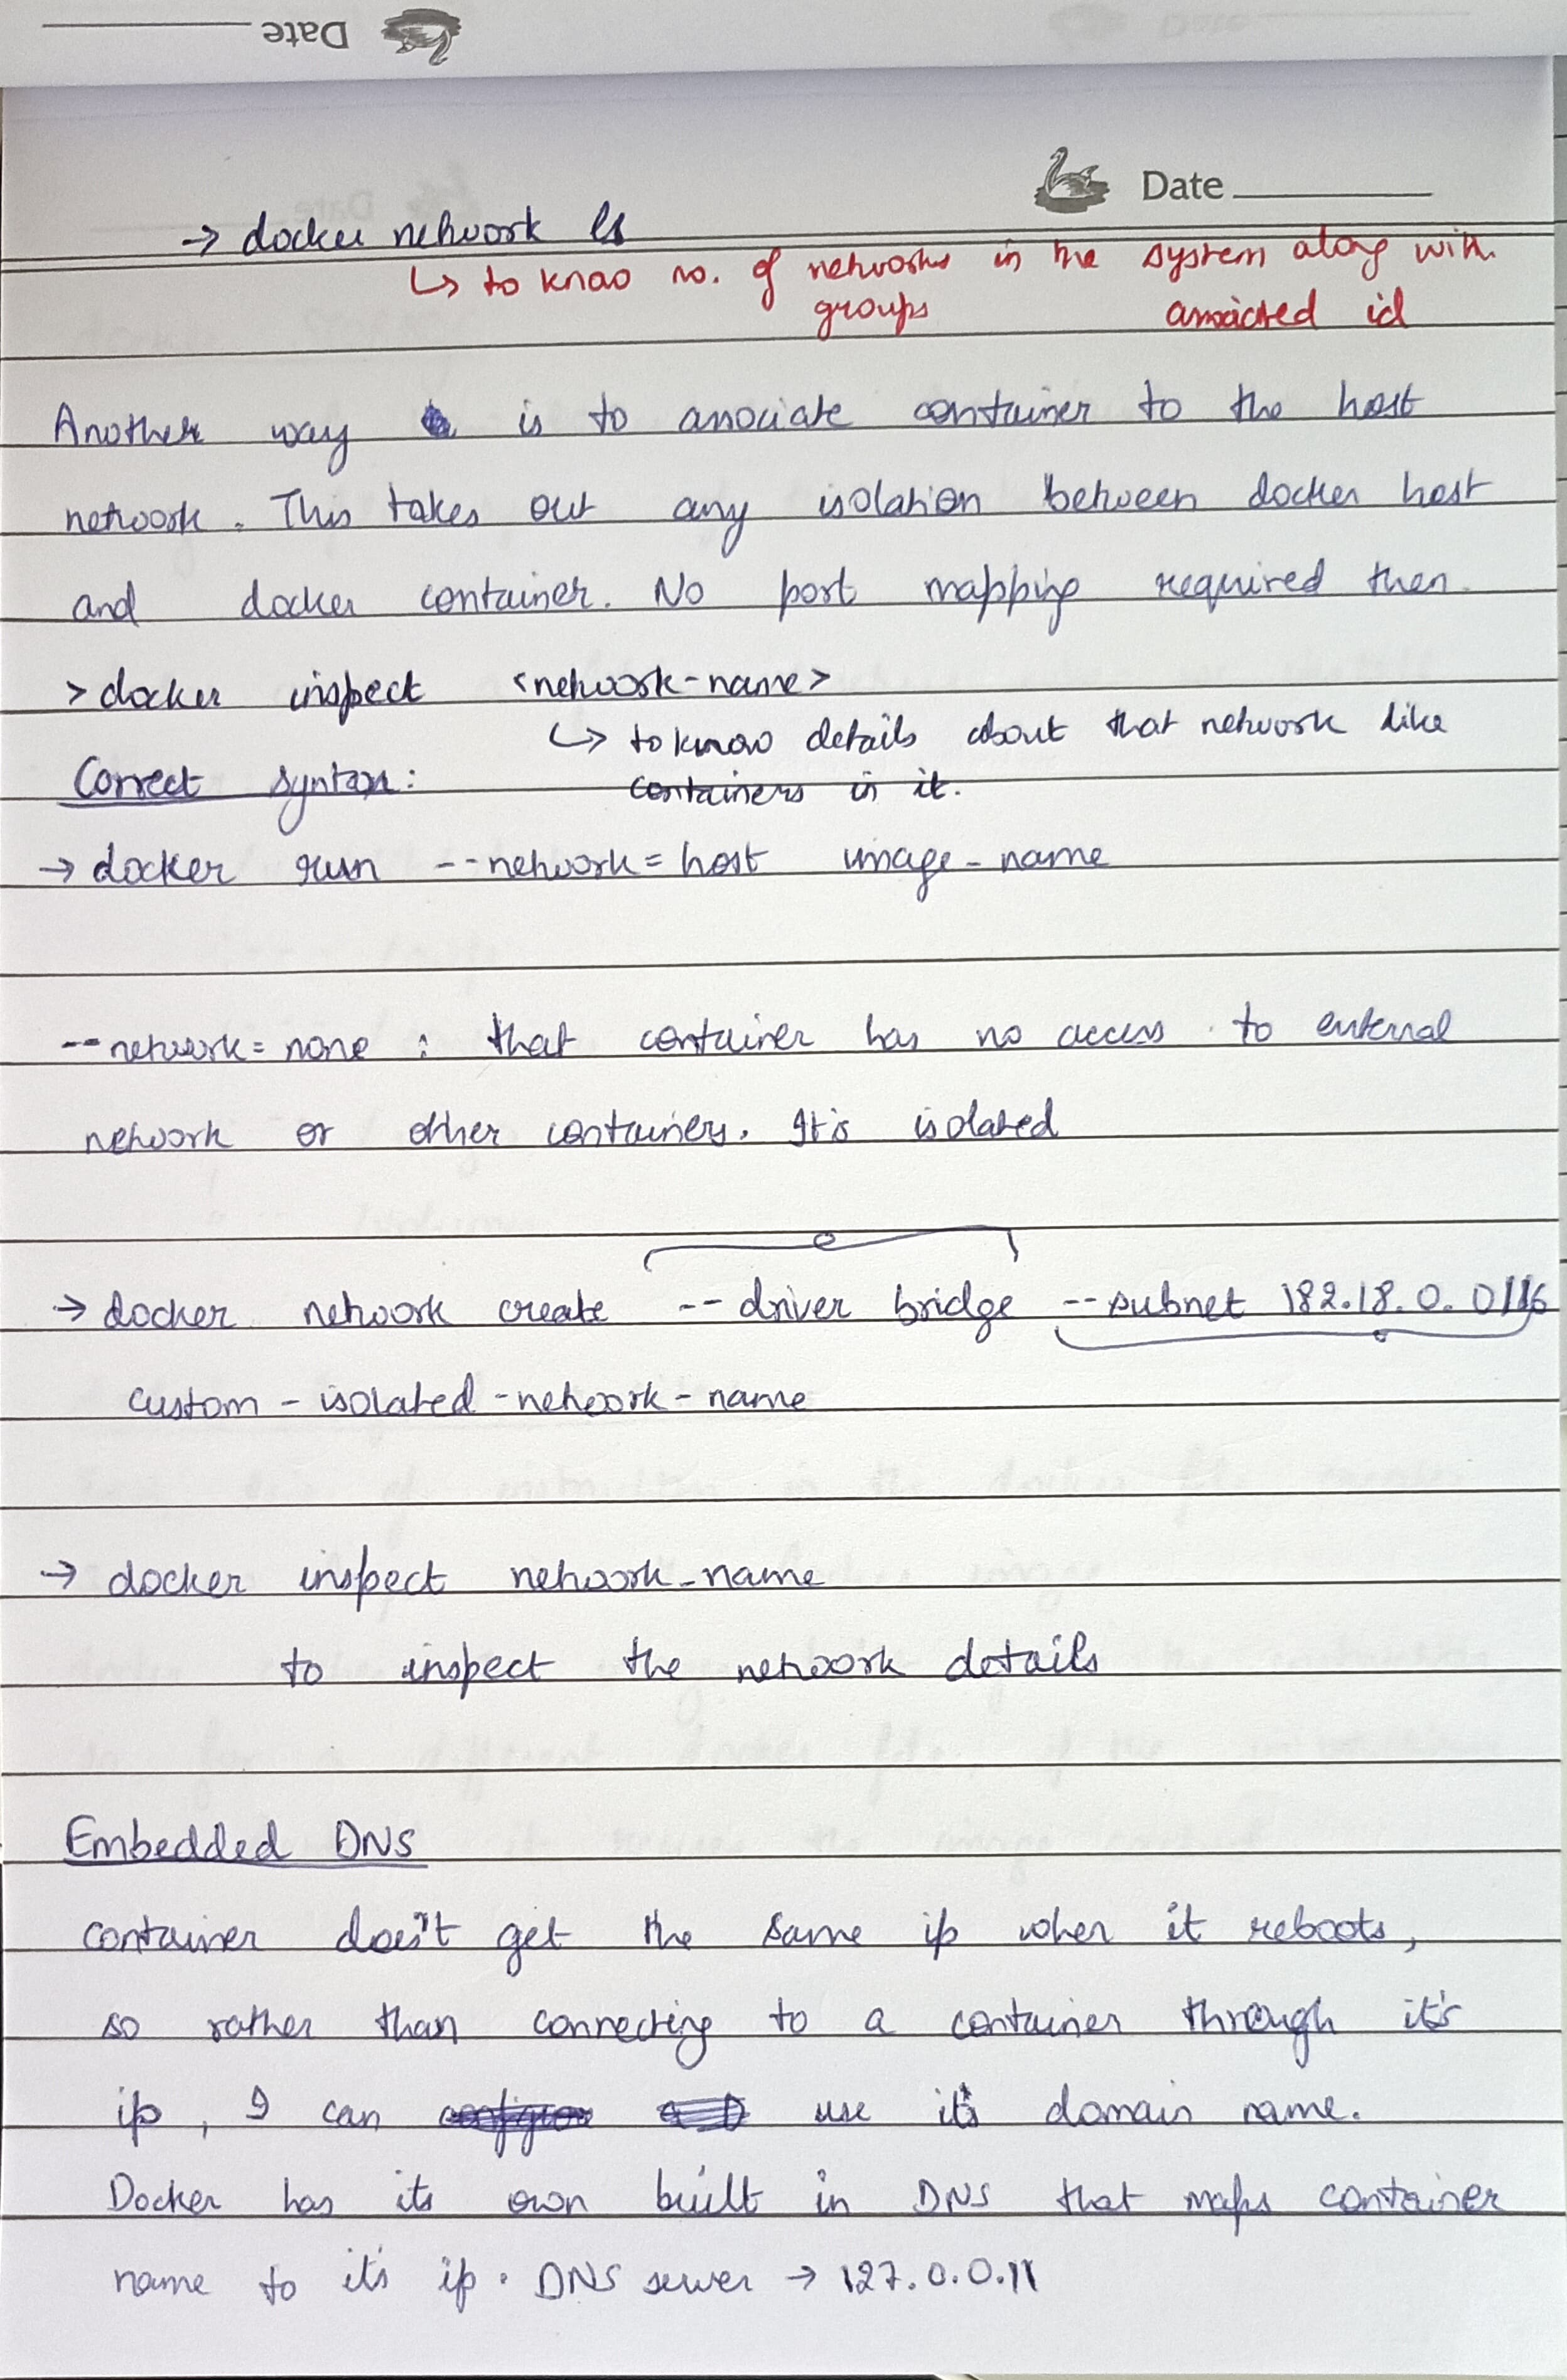 Date
Date
→ docker network ls
↳ to know no. of networks in the system along with
groups associated id
Another way is to associate container to the host
network. This takes out any isolation between docker host
and docker container. No port mapping required then.
> docker inspect <network-name>
↳ to know details about that network like
Correct syntax: containers in it.
→ docker run --network=host image-name
--network=none : that container has no access to external
network or other containers. It is isolated
→ docker network create --driver bridge --subnet 182.18.0.0/16
custom-isolated-network-name
→ docker inspect network-name
to inspect the network details
Embedded DNS
container does't get the same ip when it reboots,
so rather than connecting to a container through it's
ip, I can use its domain name.
Docker has its own built in DNS that maps container
name to it's ip. DNS server → 127.0.0.11